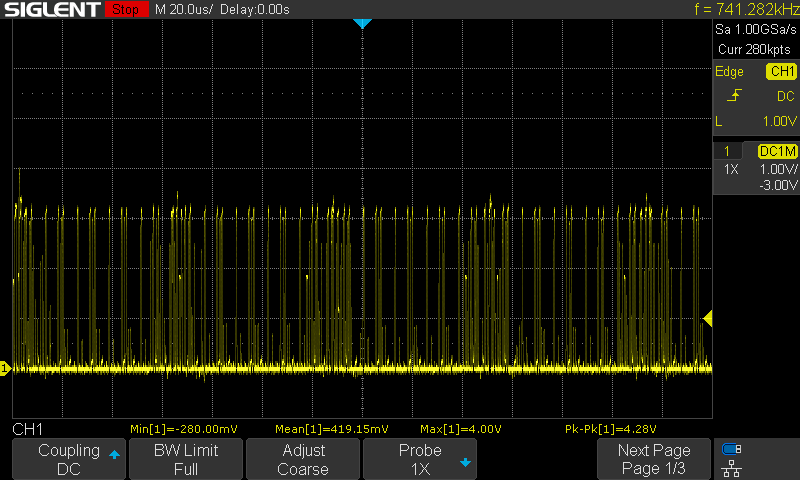 SIGLENT Stop M 20.0us/ Delay:0.00s f = 741.282kHz
Sa 1.00GSa/s
Curr 280kpts
Edge CH1
DC
L 1.00V
1 DC1M
1X 1.00V/
-3.00V
1
CH1 Min[1]=-280.00mV Mean[1]=419.15mV Max[1]=4.00V Pk-Pk[1]=4.28V
Coupling BW Limit Adjust Probe Next Page
DC Full Coarse 1X Page 1/3